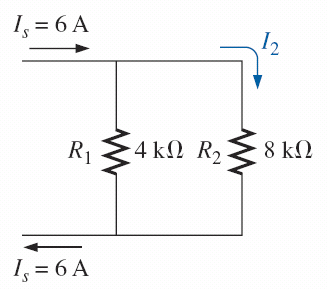 Is = 6 A
I2
R1 4 kΩ R2 8 kΩ
Is = 6 A